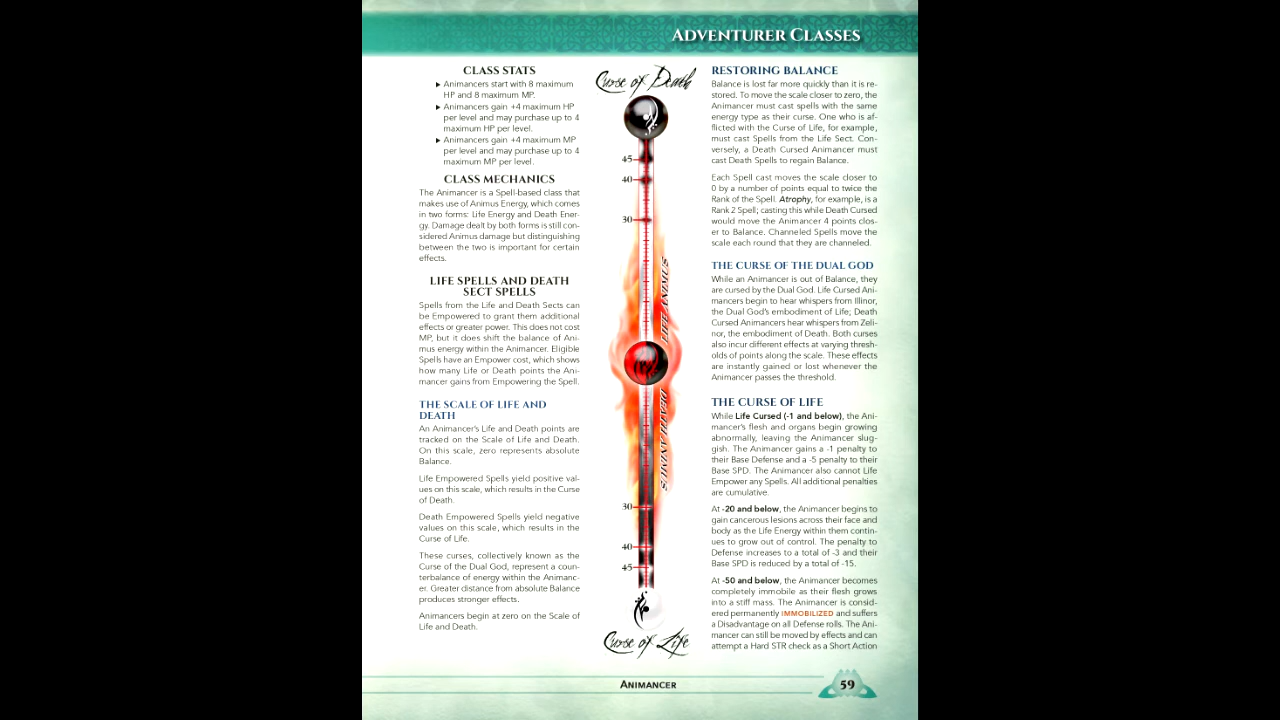 ADVENTURER CLASSES
CLASS STATS
▶ Animancers start with 8 maximum
HP and 8 maximum MP.
▶ Animancers gain +4 maximum HP
per level and may purchase up to 4
maximum HP per level.
▶ Animancers gain +4 maximum MP
per level and may purchase up to 4
maximum MP per level.
CLASS MECHANICS
The Animancer is a Spell-based class that
makes use of Animus Energy, which comes
in two forms: Life Energy and Death Ener-
gy. Damage dealt by both forms is still con-
sidered Animus damage but distinguishing
between the two is important for certain
effects.
LIFE SPELLS AND DEATH
SECT SPELLS
Spells from the Life and Death Sects can
be Empowered to grant them additional
effects or greater power. This does not cost
MP, but it does shift the balance of Ani-
mus energy within the Animancer. Eligible
Spells have an Empower cost, which shows
how many Life or Death points the Ani-
mancer gains from Empowering the Spell.
THE SCALE OF LIFE AND
DEATH
An Animancer's Life and Death points are
tracked on the Scale of Life and Death.
On this scale, zero represents absolute
Balance.
Life Empowered Spells yield positive val-
ues on this scale, which results in the Curse
of Death.
Death Empowered Spells yield negative
values on this scale, which results in the
Curse of Life.
These curses, collectively known as the
Curse of the Dual God, represent a coun-
terbalance of energy within the Animanc-
er. Greater distance from absolute Balance
produces stronger effects.
Animancers begin at zero on the Scale of
Life and Death.
Curse of Death
45
40
30
LIFE ANIMUS
DEATH ANIMUS
30
40
45
Curse of Life
RESTORING BALANCE
Balance is lost far more quickly than it is re-
stored. To move the scale closer to zero, the
Animancer must cast spells with the same
energy type as their curse. One who is af-
flicted with the Curse of Life, for example,
must cast Spells from the Life Sect. Con-
versely, a Death Cursed Animancer must
cast Death Spells to regain Balance.
Each Spell cast moves the scale closer to
0 by a number of points equal to twice the
Rank of the Spell. Atrophy, for example, is a
Rank 2 Spell; casting this while Death Cursed
would move the Animancer 4 points clos-
er to Balance. Channeled Spells move the
scale each round that they are channeled.
THE CURSE OF THE DUAL GOD
While an Animancer is out of Balance, they
are cursed by the Dual God. Life Cursed Ani-
mancers begin to hear whispers from Illinor,
the Dual God's embodiment of Life; Death
Cursed Animancers hear whispers from Zeli-
nor, the embodiment of Death. Both curses
also incur different effects at varying thresh-
olds of points along the scale. These effects
are instantly gained or lost whenever the
Animancer passes the threshold.
THE CURSE OF LIFE
While Life Cursed (-1 and below), the Ani-
mancer's flesh and organs begin growing
abnormally, leaving the Animancer slug-
gish. The Animancer gains a -1 penalty to
their Base Defense and a -5 penalty to their
Base SPD. The Animancer also cannot Life
Empower any Spells. All additional penalties
are cumulative.
At -20 and below, the Animancer begins to
gain cancerous lesions across their face and
body as the Life Energy within them contin-
ues to grow out of control. The penalty to
Defense increases to a total of -3 and their
Base SPD is reduced by a total of -15.
At -50 and below, the Animancer becomes
completely immobile as their flesh grows
into a stiff mass. The Animancer is consid-
ered permanently IMMOBILIZED and suffers
a Disadvantage on all Defense rolls. The Ani-
mancer can still be moved by effects and can
attempt a Hard STR check as a Short Action
ANIMANCER
59